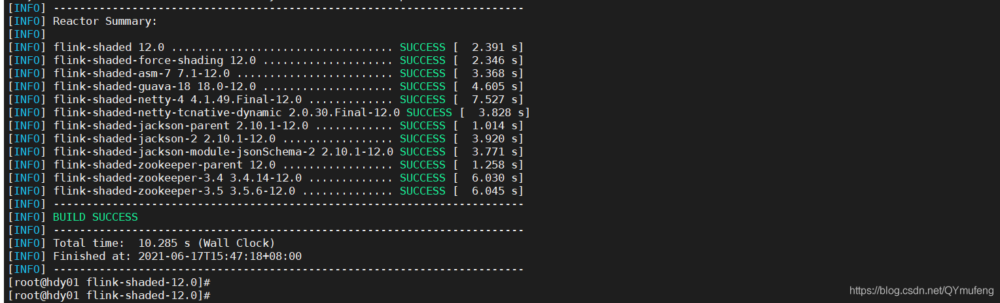 [INFO] ------------------------------------------------------------------------
[INFO] Reactor Summary:
[INFO]
[INFO] flink-shaded 12.0 .................................. SUCCESS [  2.391 s]
[INFO] flink-shaded-force-shading 12.0 .................... SUCCESS [  2.346 s]
[INFO] flink-shaded-asm-7 7.1-12.0 ........................ SUCCESS [  3.368 s]
[INFO] flink-shaded-guava-18 18.0-12.0 .................... SUCCESS [  4.605 s]
[INFO] flink-shaded-netty-4 4.1.49.Final-12.0 ............. SUCCESS [  7.527 s]
[INFO] flink-shaded-netty-tcnative-dynamic 2.0.30.Final-12.0 SUCCESS [  3.828 s]
[INFO] flink-shaded-jackson-parent 2.10.1-12.0 ............ SUCCESS [  1.014 s]
[INFO] flink-shaded-jackson-2 2.10.1-12.0 ................. SUCCESS [  3.920 s]
[INFO] flink-shaded-jackson-module-jsonSchema-2 2.10.1-12.0 SUCCESS [  3.771 s]
[INFO] flink-shaded-zookeeper-parent 12.0 ................. SUCCESS [  1.258 s]
[INFO] flink-shaded-zookeeper-3.4 3.4.14-12.0 ............. SUCCESS [  6.030 s]
[INFO] flink-shaded-zookeeper-3.5 3.5.6-12.0 .............. SUCCESS [  6.045 s]
[INFO] ------------------------------------------------------------------------
[INFO] BUILD SUCCESS
[INFO] ------------------------------------------------------------------------
[INFO] Total time:  10.285 s (Wall Clock)
[INFO] Finished at: 2021-06-17T15:47:18+08:00
[INFO] ------------------------------------------------------------------------
[root@hdy01 flink-shaded-12.0]#
[root@hdy01 flink-shaded-12.0]#
https://blog.csdn.net/QYmufeng